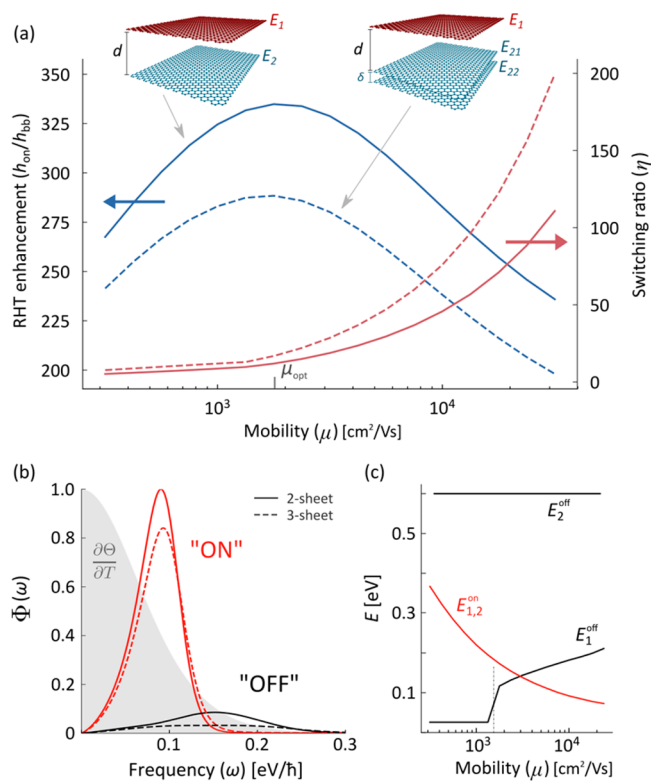 (a)
E1
d
E2
E1
d
δ
E21
E22
350
325
300
275
250
225
200
RHT enhancement (hon/hbb)
200
150
100
50
0
Switching ratio (η)
μopt
10³
10⁴
Mobility (μ) [cm²/Vs]
(b)
1.0
0.8
0.6
0.4
0.2
0
Φ(ω)
∂Θ
∂T
2-sheet
3-sheet
"ON"
"OFF"
0.1
0.2
0.3
Frequency (ω) [eV/ħ]
(c)
0.5
0.3
0.1
E [eV]
E2off
E1,2on
E1off
10³
10⁴
Mobility (μ) [cm²/Vs]